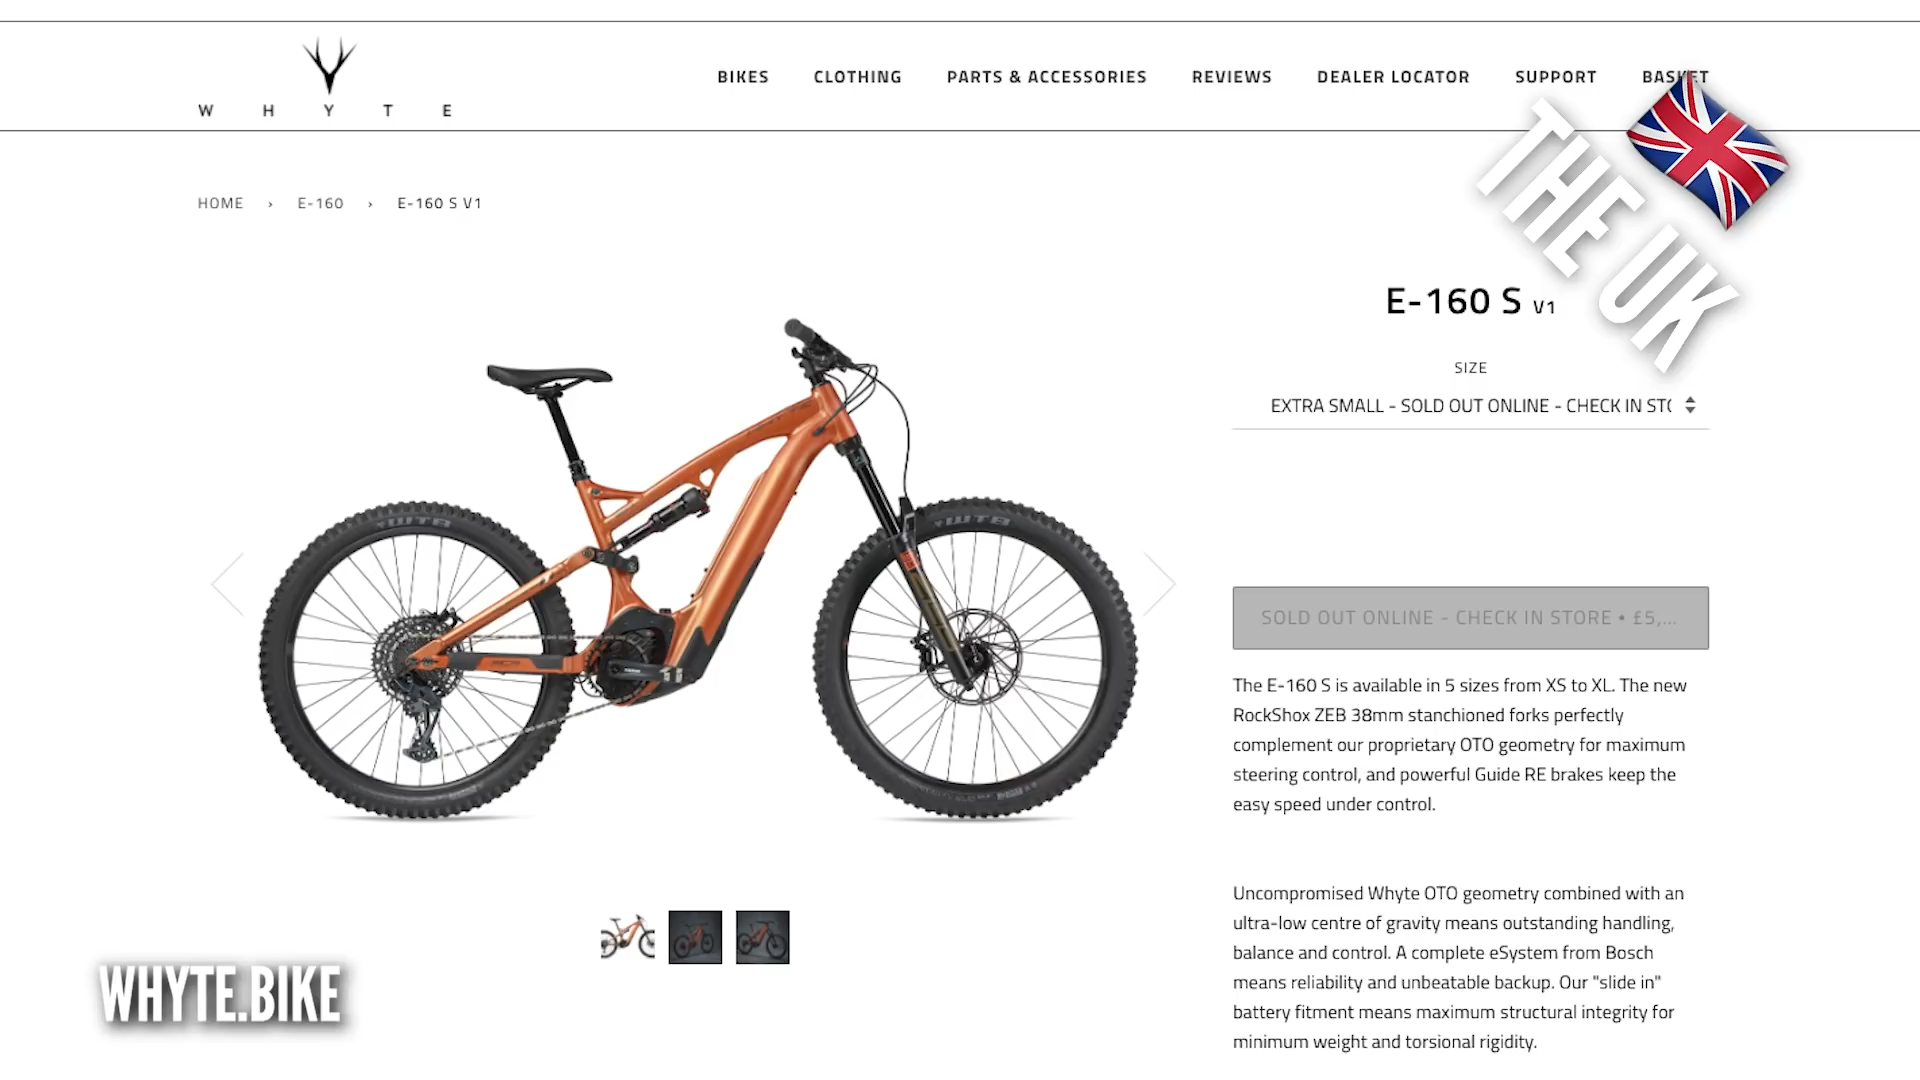 W H Y T E
BIKES CLOTHING PARTS & ACCESSORIES REVIEWS DEALER LOCATOR SUPPORT BASKET
THE UK
HOME › E-160 › E-160 S V1
E-160 S V1
SIZE
EXTRA SMALL - SOLD OUT ONLINE - CHECK IN STO
WTB
WTB
SOLD OUT ONLINE - CHECK IN STORE • £5,...
The E-160 S is available in 5 sizes from XS to XL. The new
RockShox ZEB 38mm stanchioned forks perfectly
complement our proprietary OTO geometry for maximum
steering control, and powerful Guide RE brakes keep the
easy speed under control.
Uncompromised Whyte OTO geometry combined with an
ultra-low centre of gravity means outstanding handling,
balance and control. A complete eSystem from Bosch
means reliability and unbeatable backup. Our "slide in"
battery fitment means maximum structural integrity for
minimum weight and torsional rigidity.
WHYTE.BIKE